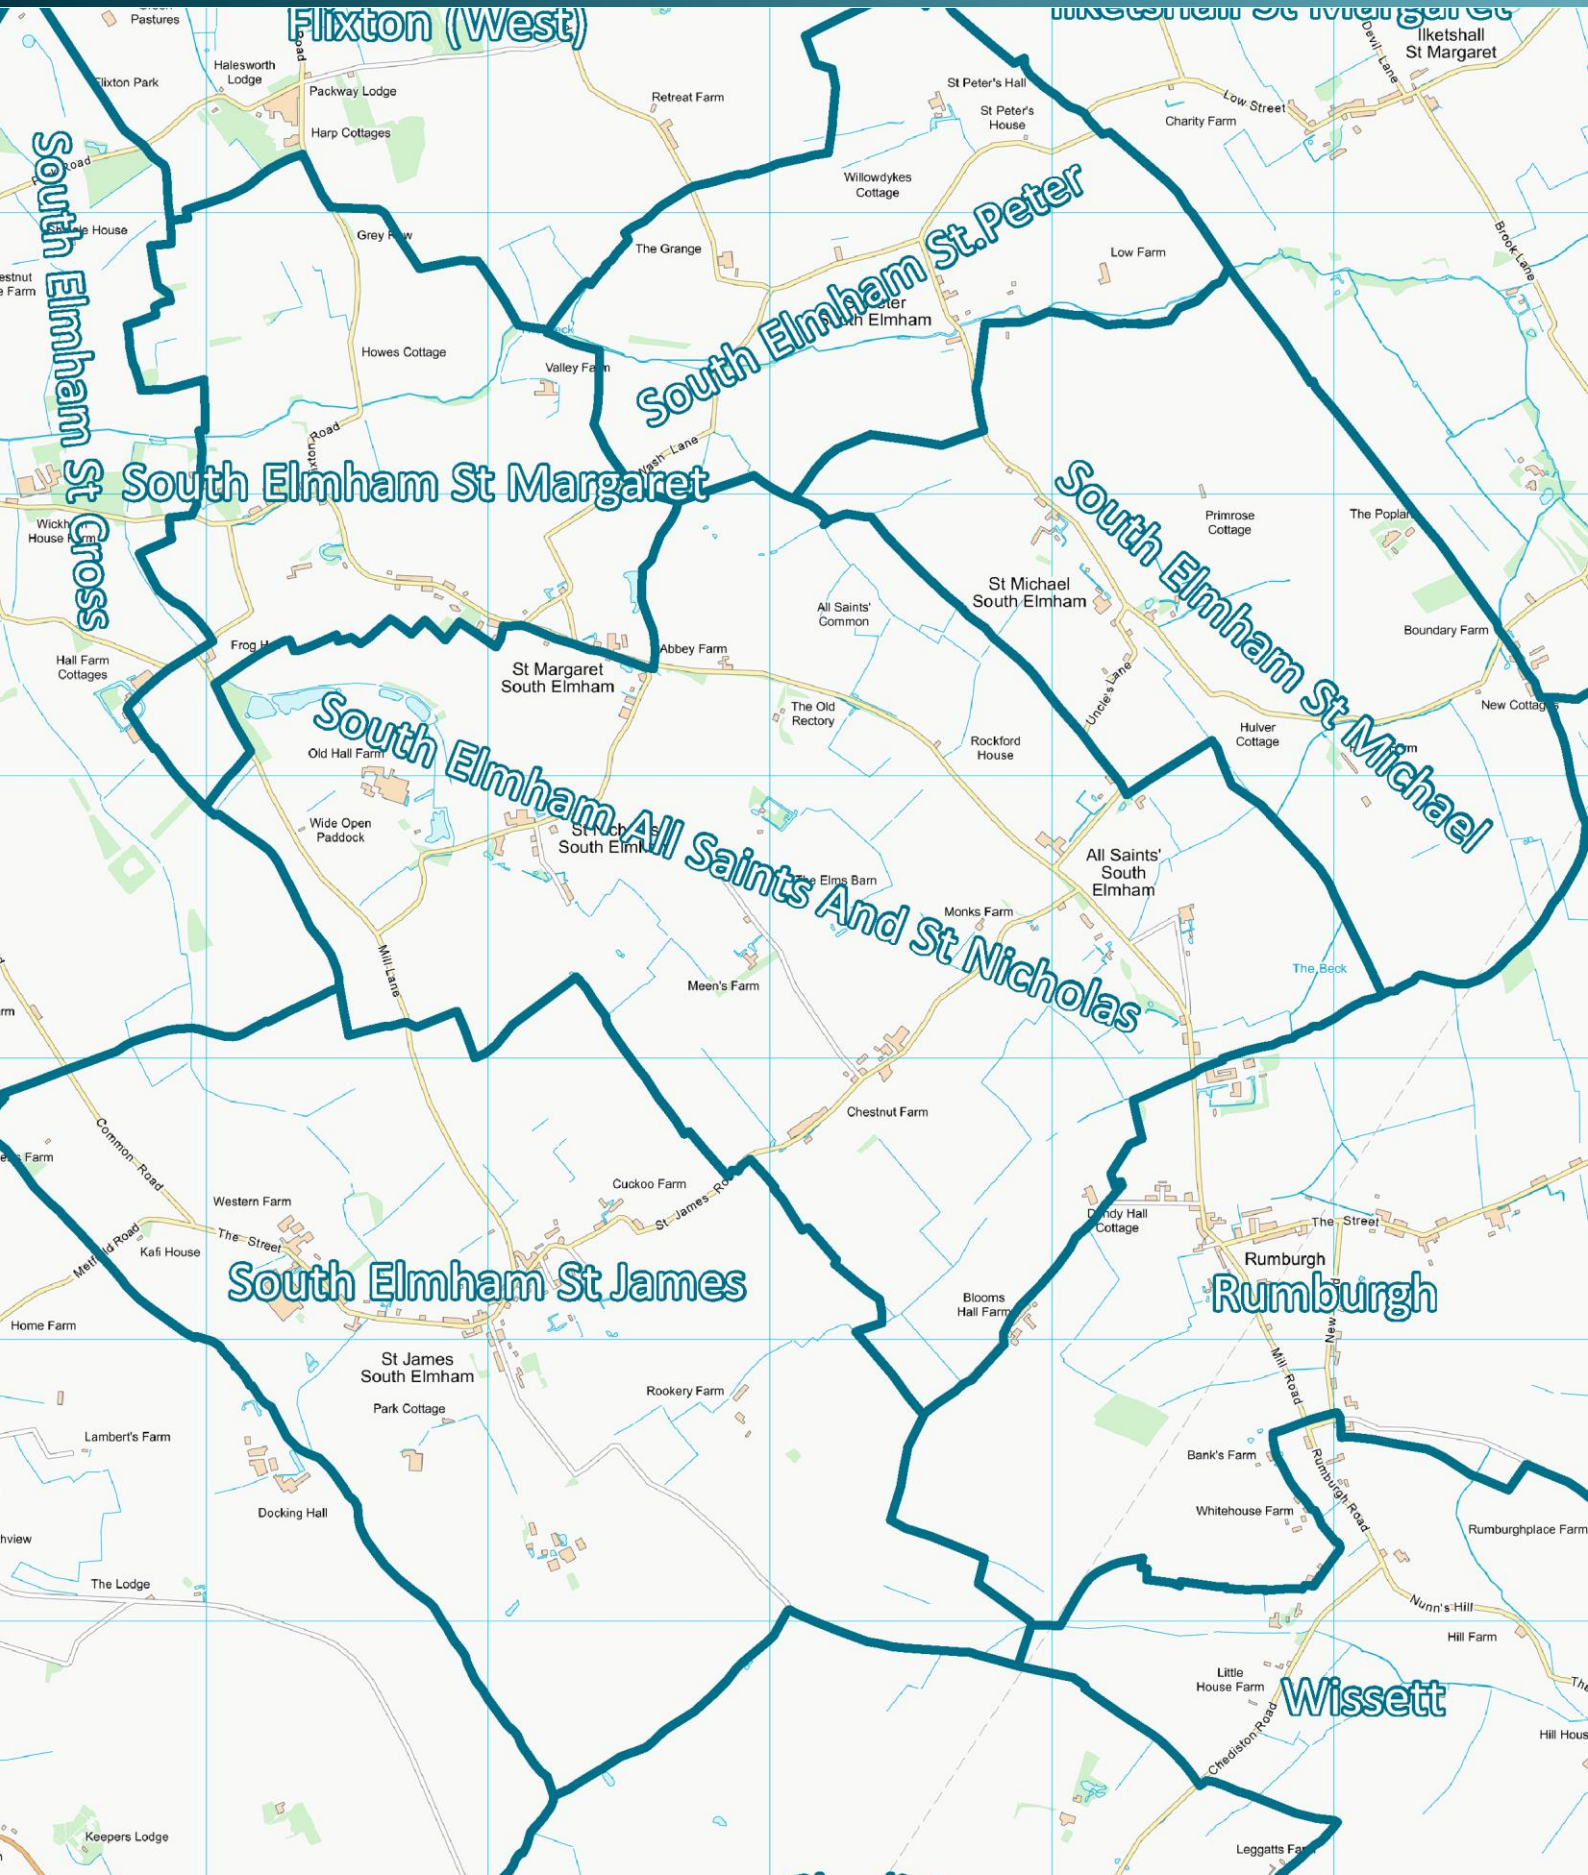 Pastures
Flixton (West)
Ilketshall St Margaret
Ilketshall
St Margaret
Devil Lane
Road
Halesworth
Lodge
Flixton Park
Packway Lodge
Retreat Farm
St Peter's Hall
Low Street
St Peter's
House
Charity Farm
Harp Cottages
Road
Willowdykes
Cottage
South Elmham St.Peter
South Elmham St Cross
Grey Row
The Grange
Low Farm
Brook Lane
South Elmham
Howes Cottage
Valley Farm
Flixton Road
Wash Lane
South Elmham St Margaret
South Elmham St Michael
Primrose
Cottage
The Poplars
Wickham
House Farm
St Michael
South Elmham
All Saints'
Common
Boundary Farm
Abbey Farm
Hall Farm
Cottages
St Margaret
South Elmham
Uncle's Lane
New Cottages
The Old
Rectory
Rockford
House
Hulver
Cottage
Old Hall Farm
South Elmham All Saints And St Nicholas
Wide Open
Paddock
St Nicholas
South Elmham
All Saints'
South
Elmham
The Elms Barn
Monks Farm
Mill Lane
The Beck
Meen's Farm
Chestnut Farm
Common Road
Farm
Western Farm
Cuckoo Farm
St James Road
Dandy Hall
Cottage
The Street
Metfield Road
Kafi House
The Street
Rumburgh
South Elmham St James
Rumburgh
Blooms
Hall Farm
Home Farm
Mill Road
St James
South Elmham
Rookery Farm
Park Cottage
Lambert's Farm
Bank's Farm
Rumburgh Road
Docking Hall
Whitehouse Farm
Rumburghplace Farm
The Lodge
Nunn's Hill
Hill Farm
Little
House Farm
Wissett
The
Chediston Road
Hill House
Keepers Lodge
Leggatts Farm